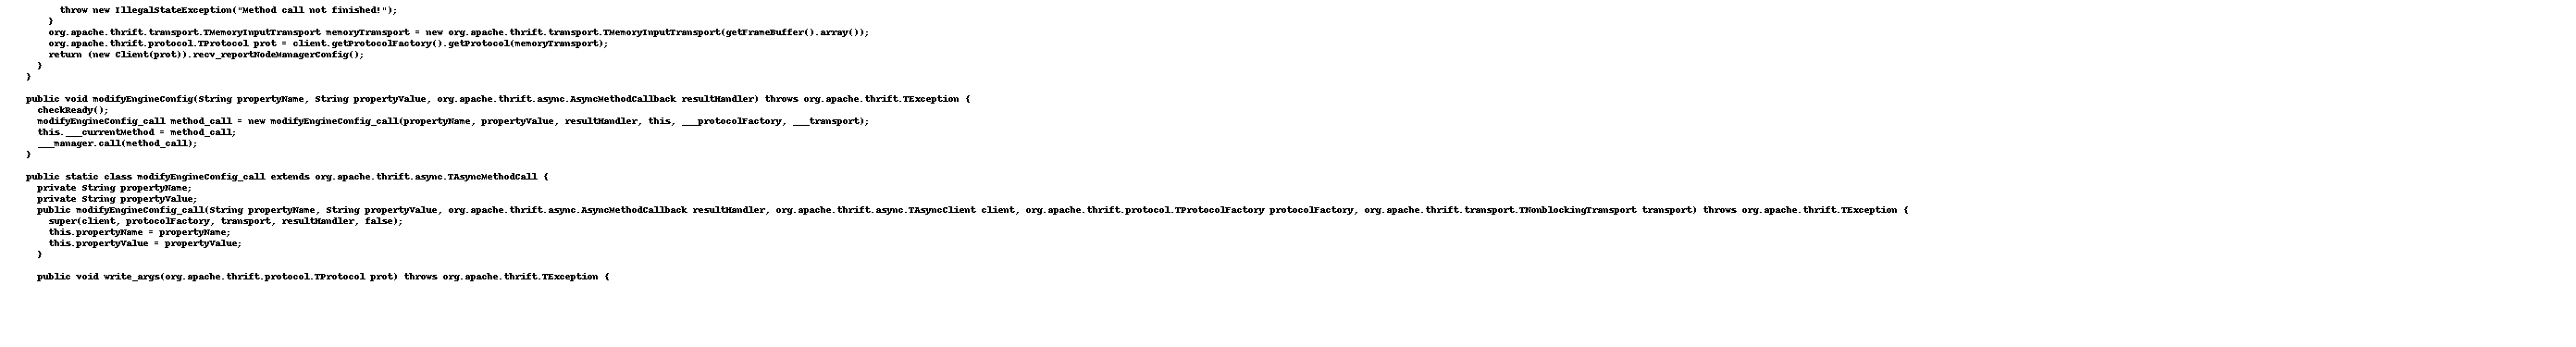 throw new IllegalStateException("Method call not finished!");
}
org.apache.thrift.transport.TMemoryInputTransport memoryTransport = new org.apache.thrift.transport.TMemoryInputTransport(getFrameBuffer().array());
org.apache.thrift.protocol.TProtocol prot = client.getProtocolFactory().getProtocol(memoryTransport);
return (new Client(prot)).recv_reportNodeManagerConfig();
}
}
public void modifyEngineConfig(String propertyName, String propertyValue, org.apache.thrift.async.AsyncMethodCallback resultHandler) throws org.apache.thrift.TException {
checkReady();
modifyEngineConfig_call method_call = new modifyEngineConfig_call(propertyName, propertyValue, resultHandler, this, ___protocolFactory, ___transport);
this.___currentMethod = method_call;
___manager.call(method_call);
}
public static class modifyEngineConfig_call extends org.apache.thrift.async.TAsyncMethodCall {
private String propertyName;
private String propertyValue;
public modifyEngineConfig_call(String propertyName, String propertyValue, org.apache.thrift.async.AsyncMethodCallback resultHandler, org.apache.thrift.async.TAsyncClient client, org.apache.thrift.protocol.TProtocolFactory protocolFactory, org.apache.thrift.transport.TNonblockingTransport transport) throws org.apache.thrift.TException {
super(client, protocolFactory, transport, resultHandler, false);
this.propertyName = propertyName;
this.propertyValue = propertyValue;
}
public void write_args(org.apache.thrift.protocol.TProtocol prot) throws org.apache.thrift.TException {